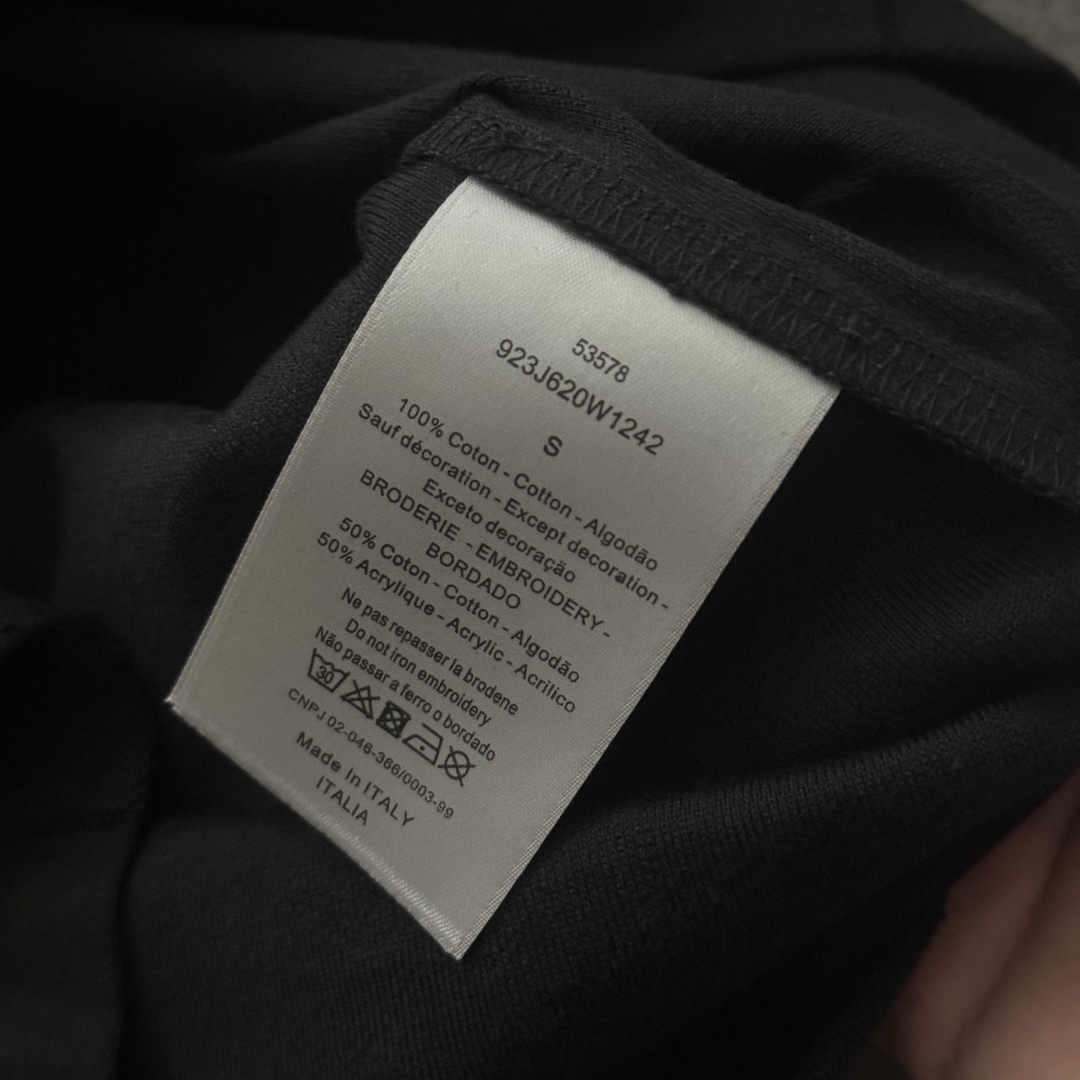 53578
923J620W1242
S
100% Coton - Cotton - Algodão
Sauf décoration - Except decoration -
Exceto decoração
BRODERIE - EMBROIDERY -
BORDADO
50% Coton - Cotton - Algodão
50% Acrylique - Acrylic - Acrilico
Ne pas repasser la brodene
Do not iron embroidery
Não passar a ferro o bordado
30
CNPJ 02-046-366/0003-99
Made In ITALY
ITALIA